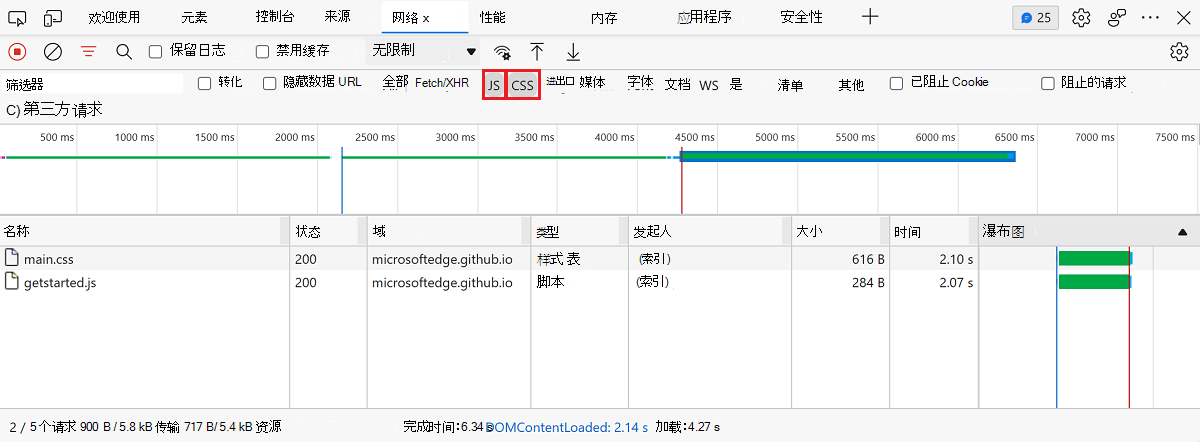 欢迎使用 元素 控制台 来源 网络 x 性能 内存 应用程序 安全性 25
保留日志 禁用缓存 无限制
筛选器 转化 隐藏数据 URL 全部 Fetch/XHR JS CSS 进出口 媒体 字体 文档 WS 是 清单 其他 已阻止 Cookie 阻止的请求
C) 第三方请求
500 ms 1000 ms 1500 ms 2000 ms 2500 ms 3000 ms 3500 ms 4000 ms 4500 ms 5000 ms 5500 ms 6000 ms 6500 ms 7000 ms 7500 ms
名称 状态 域 类型 发起人 大小 时间 瀑布图
main.css 200 microsoftedge.github.io 样式 表 (索引) 616 B 2.10 s
getstarted.js 200 microsoftedge.github.io 脚本 (索引) 284 B 2.07 s
2 / 5个请求 900 B / 5.8 kB传输 717 B/ 5.4 kB 资源 完成时间:6.34 s DOMContentLoaded: 2.14 s 加载:4.27 s